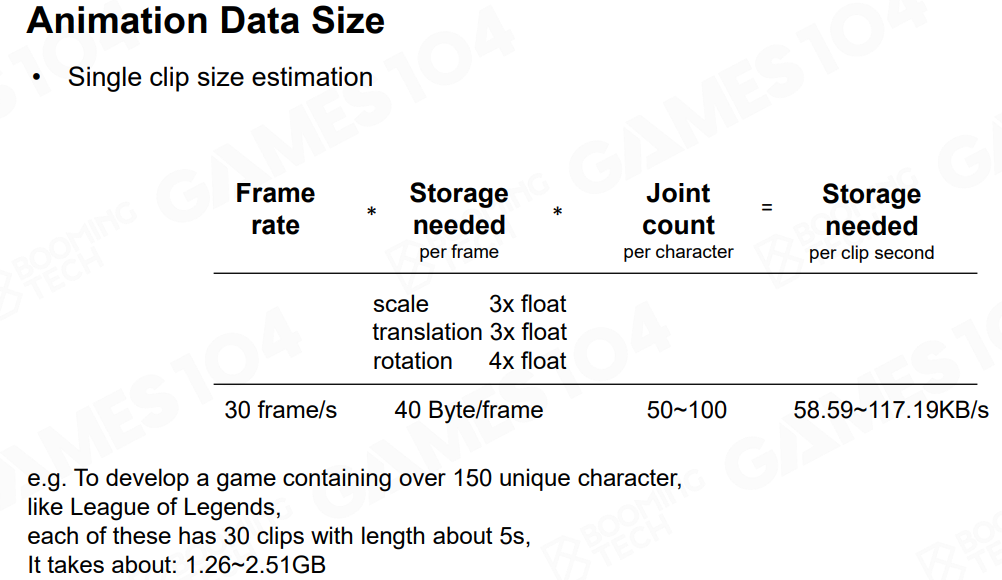 Animation Data Size
• Single clip size estimation
Frame rate * Storage needed per frame * Joint count per character = Storage needed per clip second
scale 3x float
translation 3x float
rotation 4x float
30 frame/s 40 Byte/frame 50~100 58.59~117.19KB/s
e.g. To develop a game containing over 150 unique character,
like League of Legends,
each of these has 30 clips with length about 5s,
It takes about: 1.26~2.51GB
GAMES 104
BOOMING TECH